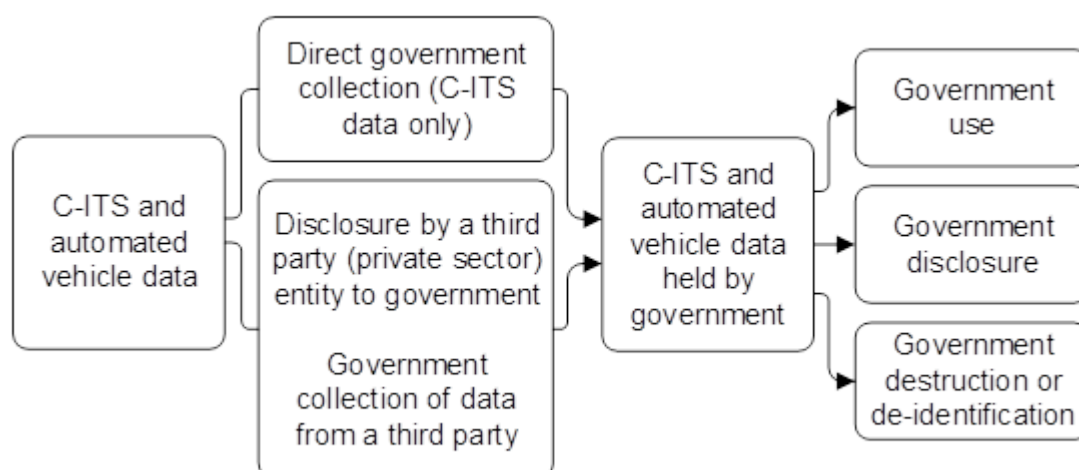 C-ITS and
automated
vehicle data
Direct government
collection (C-ITS
data only)
Disclosure by a third
party (private sector)
entity to government
Government
collection of data
from a third party
C-ITS and
automated
vehicle data
held by
government
Government
use
Government
disclosure
Government
destruction or
de-identification